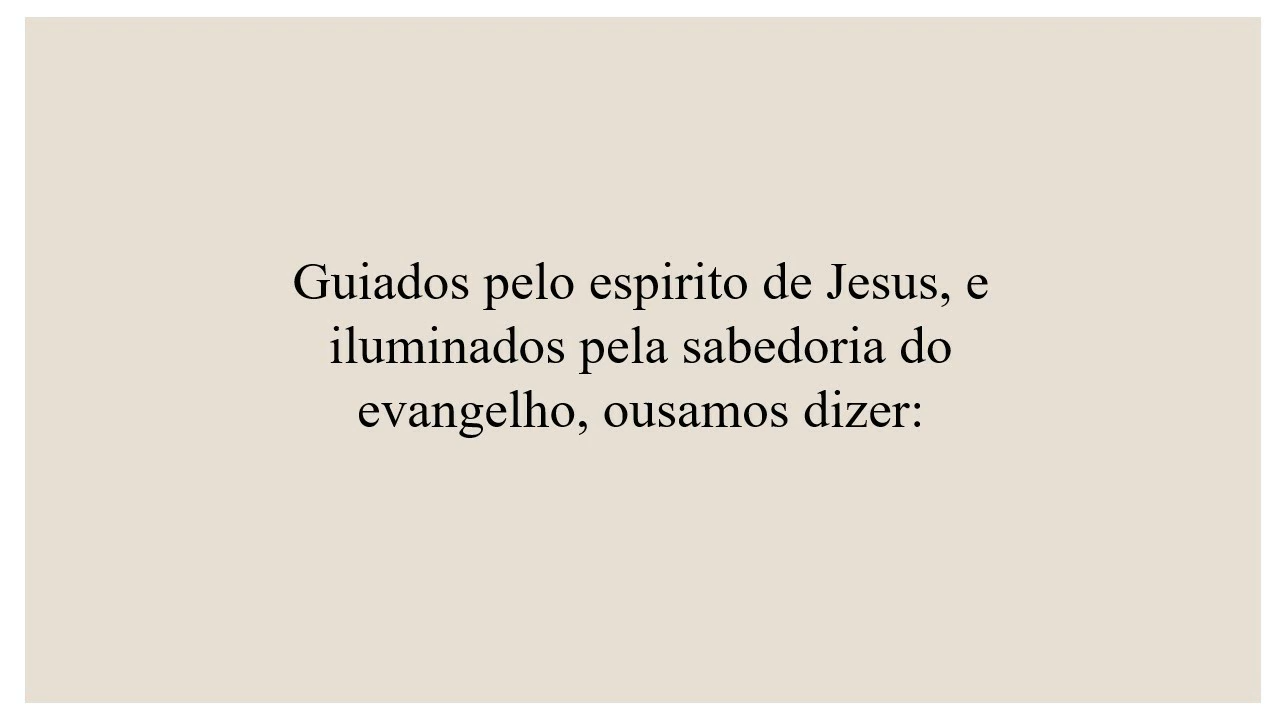 Guiados pelo espirito de Jesus, e
iluminados pela sabedoria do
evangelho, ousamos dizer: